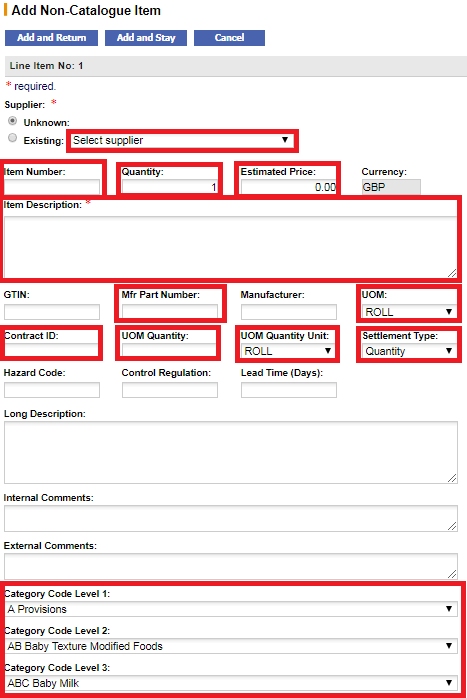 Add Non-Catalogue Item
Add and Return Add and Stay Cancel
Line Item No: 1
* required.
Supplier: *
Unknown:
Existing: Select supplier
Item Number: Quantity: Estimated Price: Currency:
1 0.00 GBP
Item Description: *
GTIN: Mfr Part Number: Manufacturer: UOM:
ROLL
Contract ID: UOM Quantity: UOM Quantity Unit: Settlement Type:
ROLL Quantity
Hazard Code: Control Regulation: Lead Time (Days):
Long Description:
Internal Comments:
External Comments:
Category Code Level 1:
A Provisions
Category Code Level 2:
AB Baby Texture Modified Foods
Category Code Level 3:
ABC Baby Milk